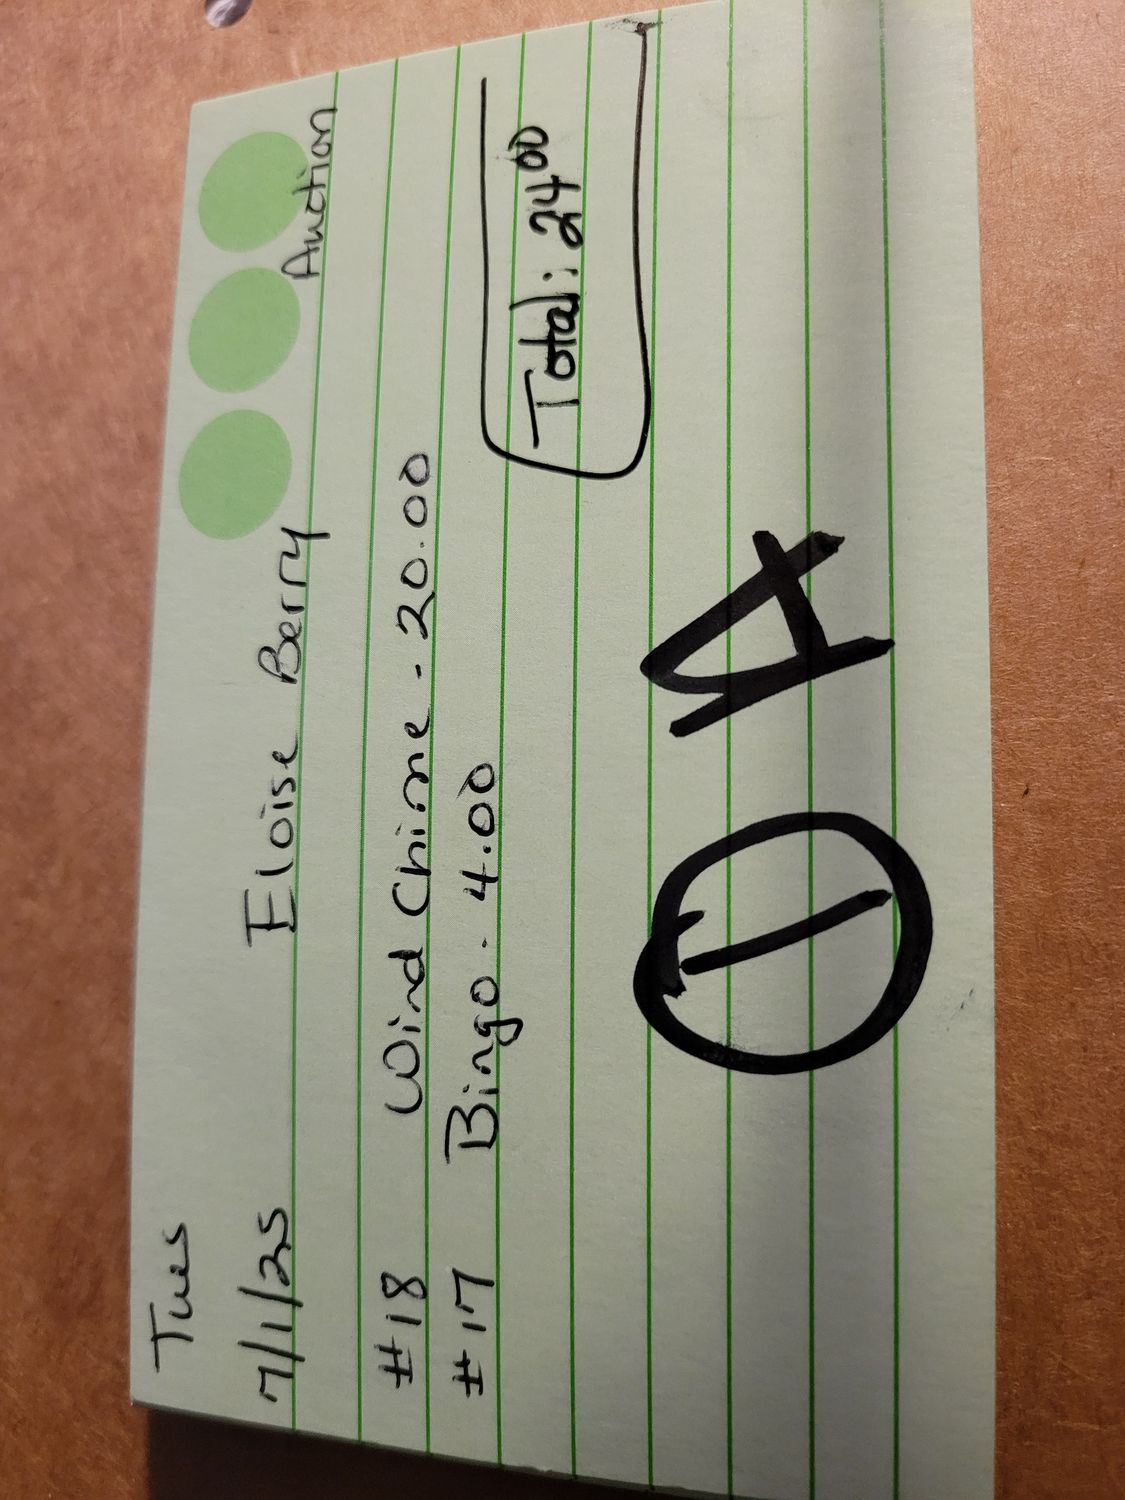 Tues
Auction
7/1/25 Eloise Berry
#18 Wind Chime - 20.00
#17 Bingo - 4.00
Total: 24 00
1 A